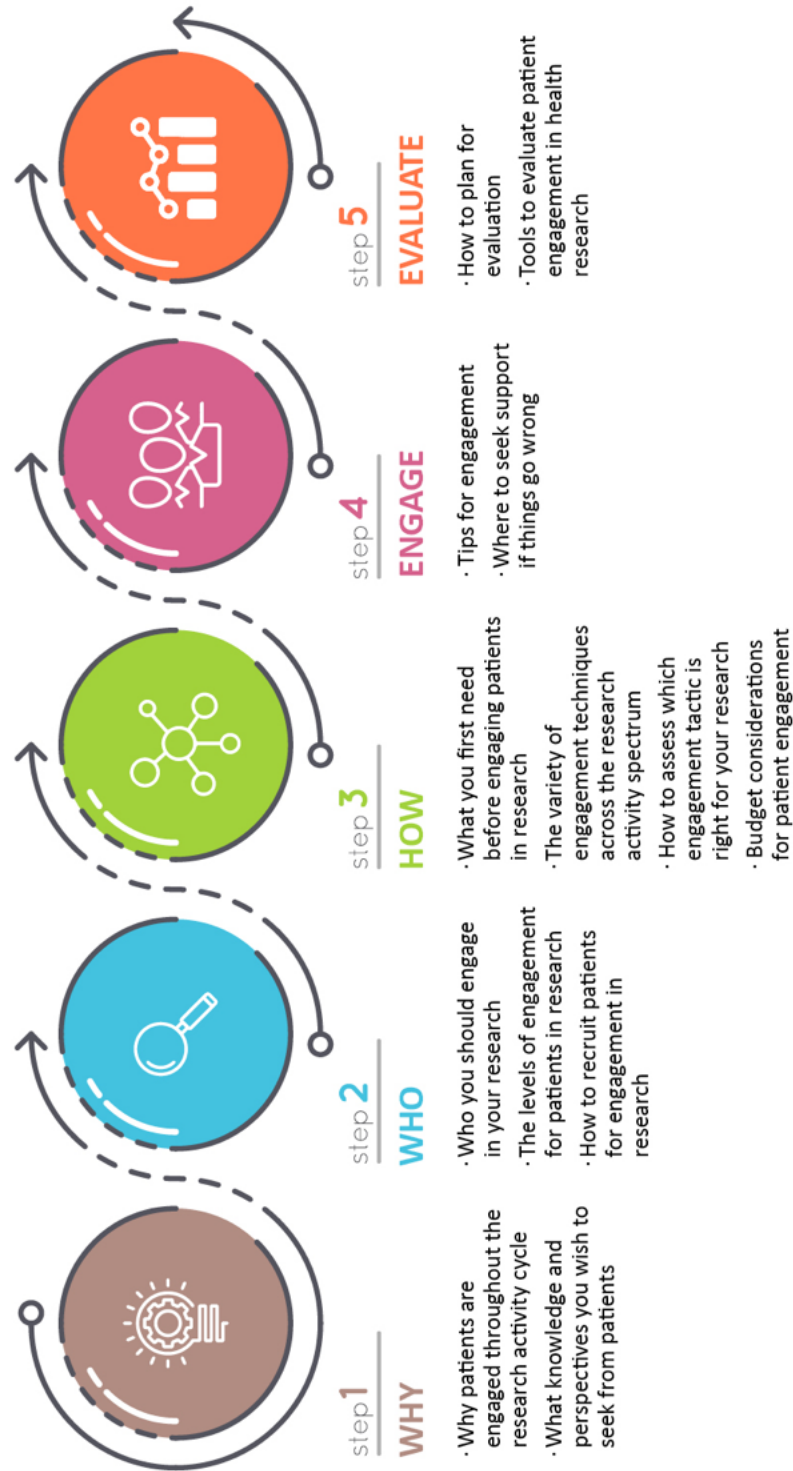 step1
WHY
· Why patients are
engaged throughout the
research activity cycle
· What knowledge and
perspectives you wish to
seek from patients
step 2
WHO
· Who you should engage
in your research
· The levels of engagement
for patients in research
· How to recruit patients
for engagement in
research
step 3
HOW
· What you first need
before engaging patients
in research
· The variety of
engagement techniques
across the research
activity spectrum
· How to assess which
engagement tactic is
right for your research
· Budget considerations
for patient engagement
step 4
ENGAGE
· Tips for engagement
· Where to seek support
if things go wrong
step 5
EVALUATE
· How to plan for
evaluation
· Tools to evaluate patient
engagement in health
research